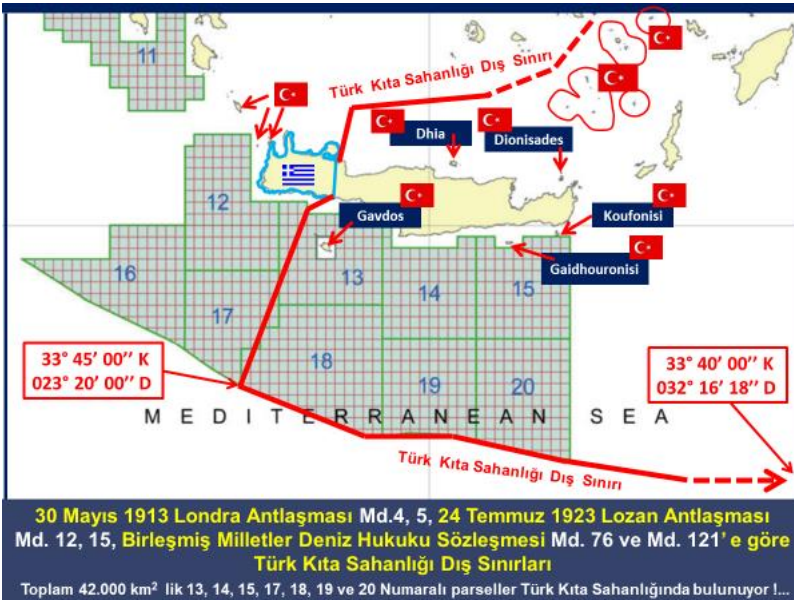 11
Türk Kıta Sahanlığı Dış Sınırı
Dhia
Dionisades
12
Gavdos
Koufonisi
Gaidhouronisi
16
13
14
15
17
18
19
20
33° 45' 00'' K
023° 20' 00'' D
33° 40' 00'' K
032° 16' 18'' D
MEDITERRANEAN SEA
Türk Kıta Sahanlığı Dış Sınırı
30 Mayıs 1913 Londra Antlaşması Md.4, 5, 24 Temmuz 1923 Lozan Antlaşması
Md. 12, 15, Birleşmiş Milletler Deniz Hukuku Sözleşmesi Md. 76 ve Md. 121' e göre
Türk Kıta Sahanlığı Dış Sınırları
Toplam 42.000 km² lik 13, 14, 15, 17, 18, 19 ve 20 Numaralı parseller Türk Kıta Sahanlığında bulunuyor !...